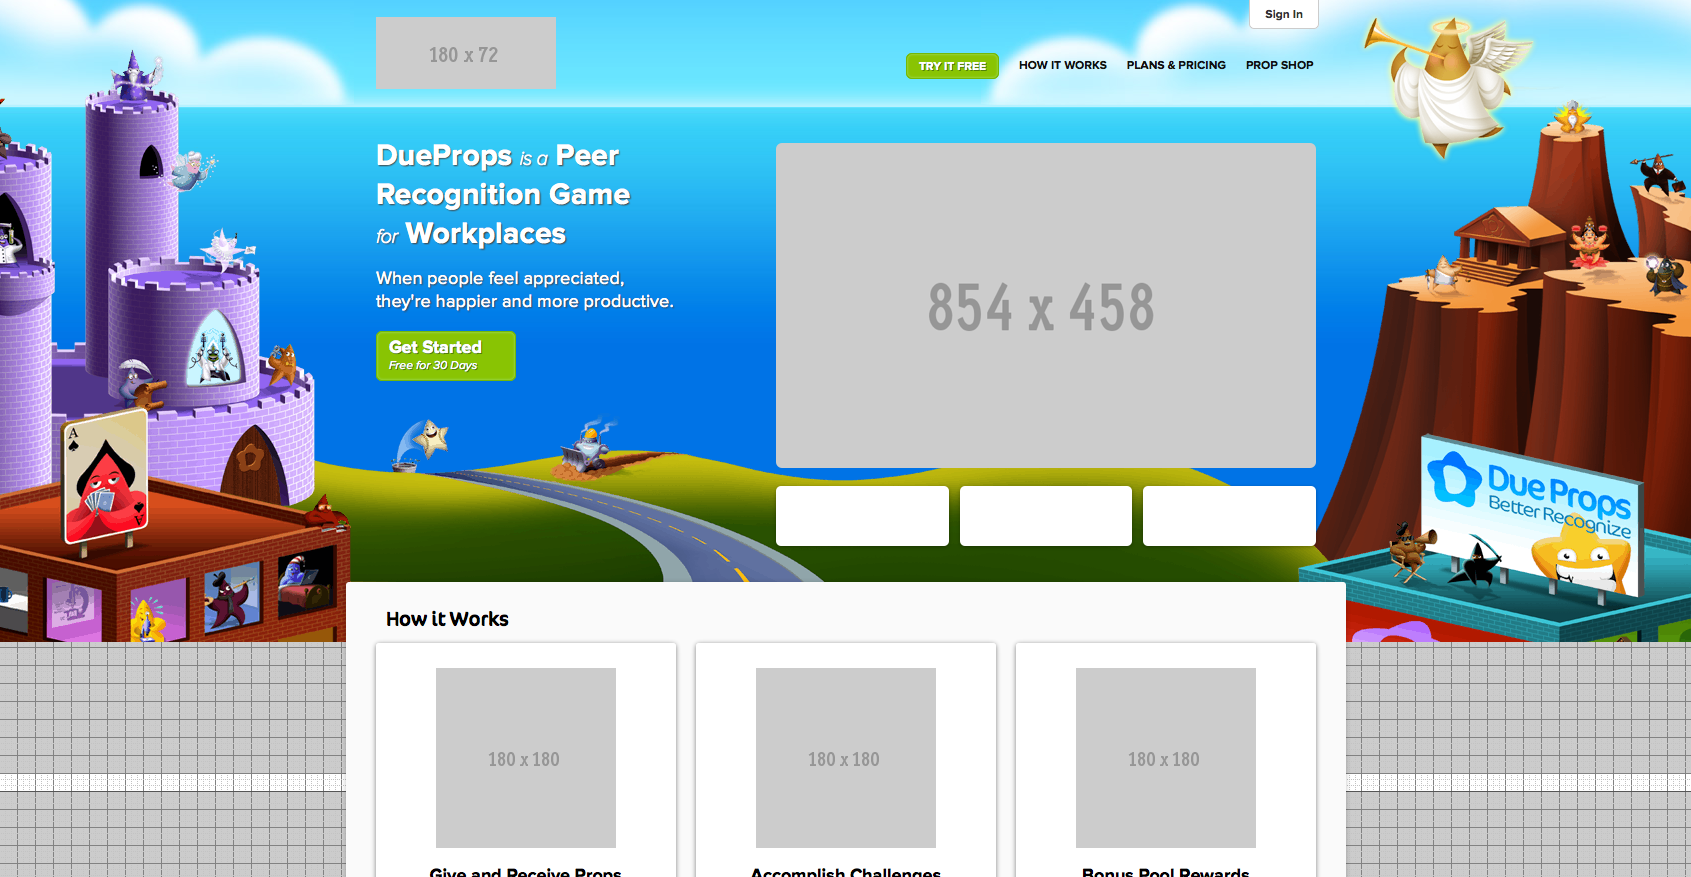 Sign In
180 x 72
TRY IT FREE
HOW IT WORKS
PLANS & PRICING
PROP SHOP
DueProps is a Peer
Recognition Game
for Workplaces
When people feel appreciated,
they're happier and more productive.
Get Started
Free for 30 Days
854 x 458
A
A
Due Props
Better Recognize
How it Works
180 x 180
180 x 180
180 x 180
Give and Receive Props
Accomplish Challenges
Bonus Pool Rewards